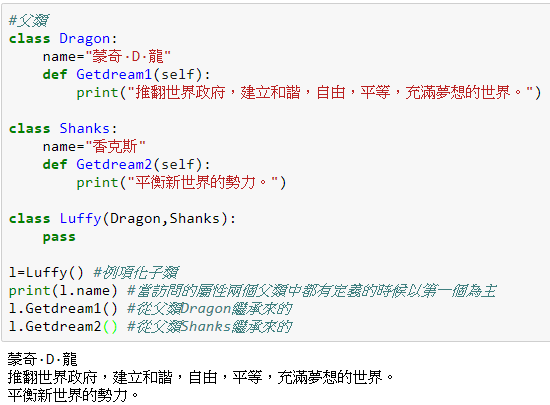 #父類
class Dragon:
    name="蒙奇·D·龍"
    def Getdream1(self):
        print("推翻世界政府，建立和諧，自由，平等，充滿夢想的世界。")
class Shanks:
    name="香克斯"
    def Getdream2(self):
        print("平衡新世界的勢力。")
class Luffy(Dragon,Shanks):
    pass
l=Luffy() #例項化子類
print(l.name) #當訪問的屬性兩個父類中都有定義的時候以第一個為主
l.Getdream1() #從父類Dragon繼承來的
l.Getdream2() #從父類Shanks繼承來的
蒙奇·D·龍
推翻世界政府，建立和諧，自由，平等，充滿夢想的世界。
平衡新世界的勢力。